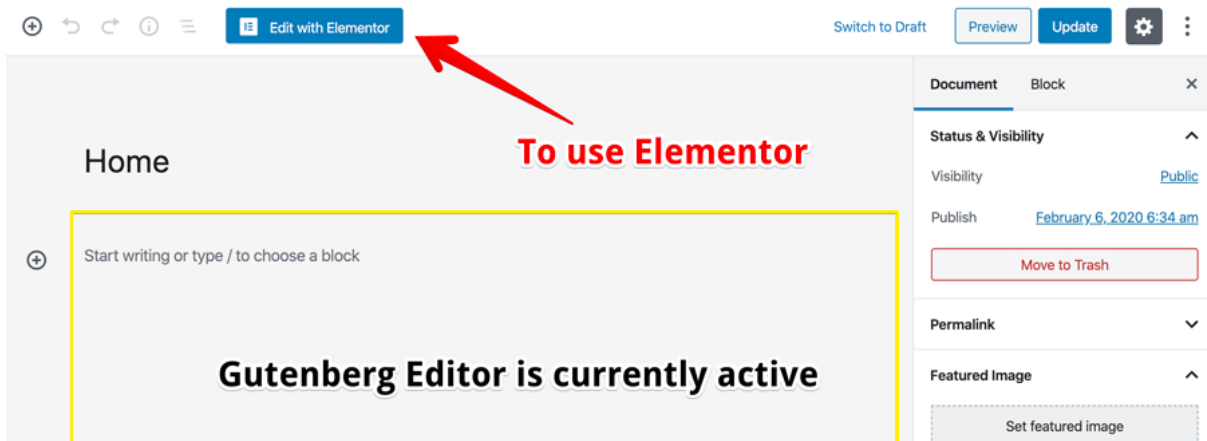 Edit with Elementor
Switch to Draft
Preview
Update
Document
Block
Status & Visibility
To use Elementor
Home
Visibility
Public
Publish
February 6, 2020 6:34 am
Start writing or type / to choose a block
Move to Trash
Permalink
Gutenberg Editor is currently active
Featured Image
Set featured image